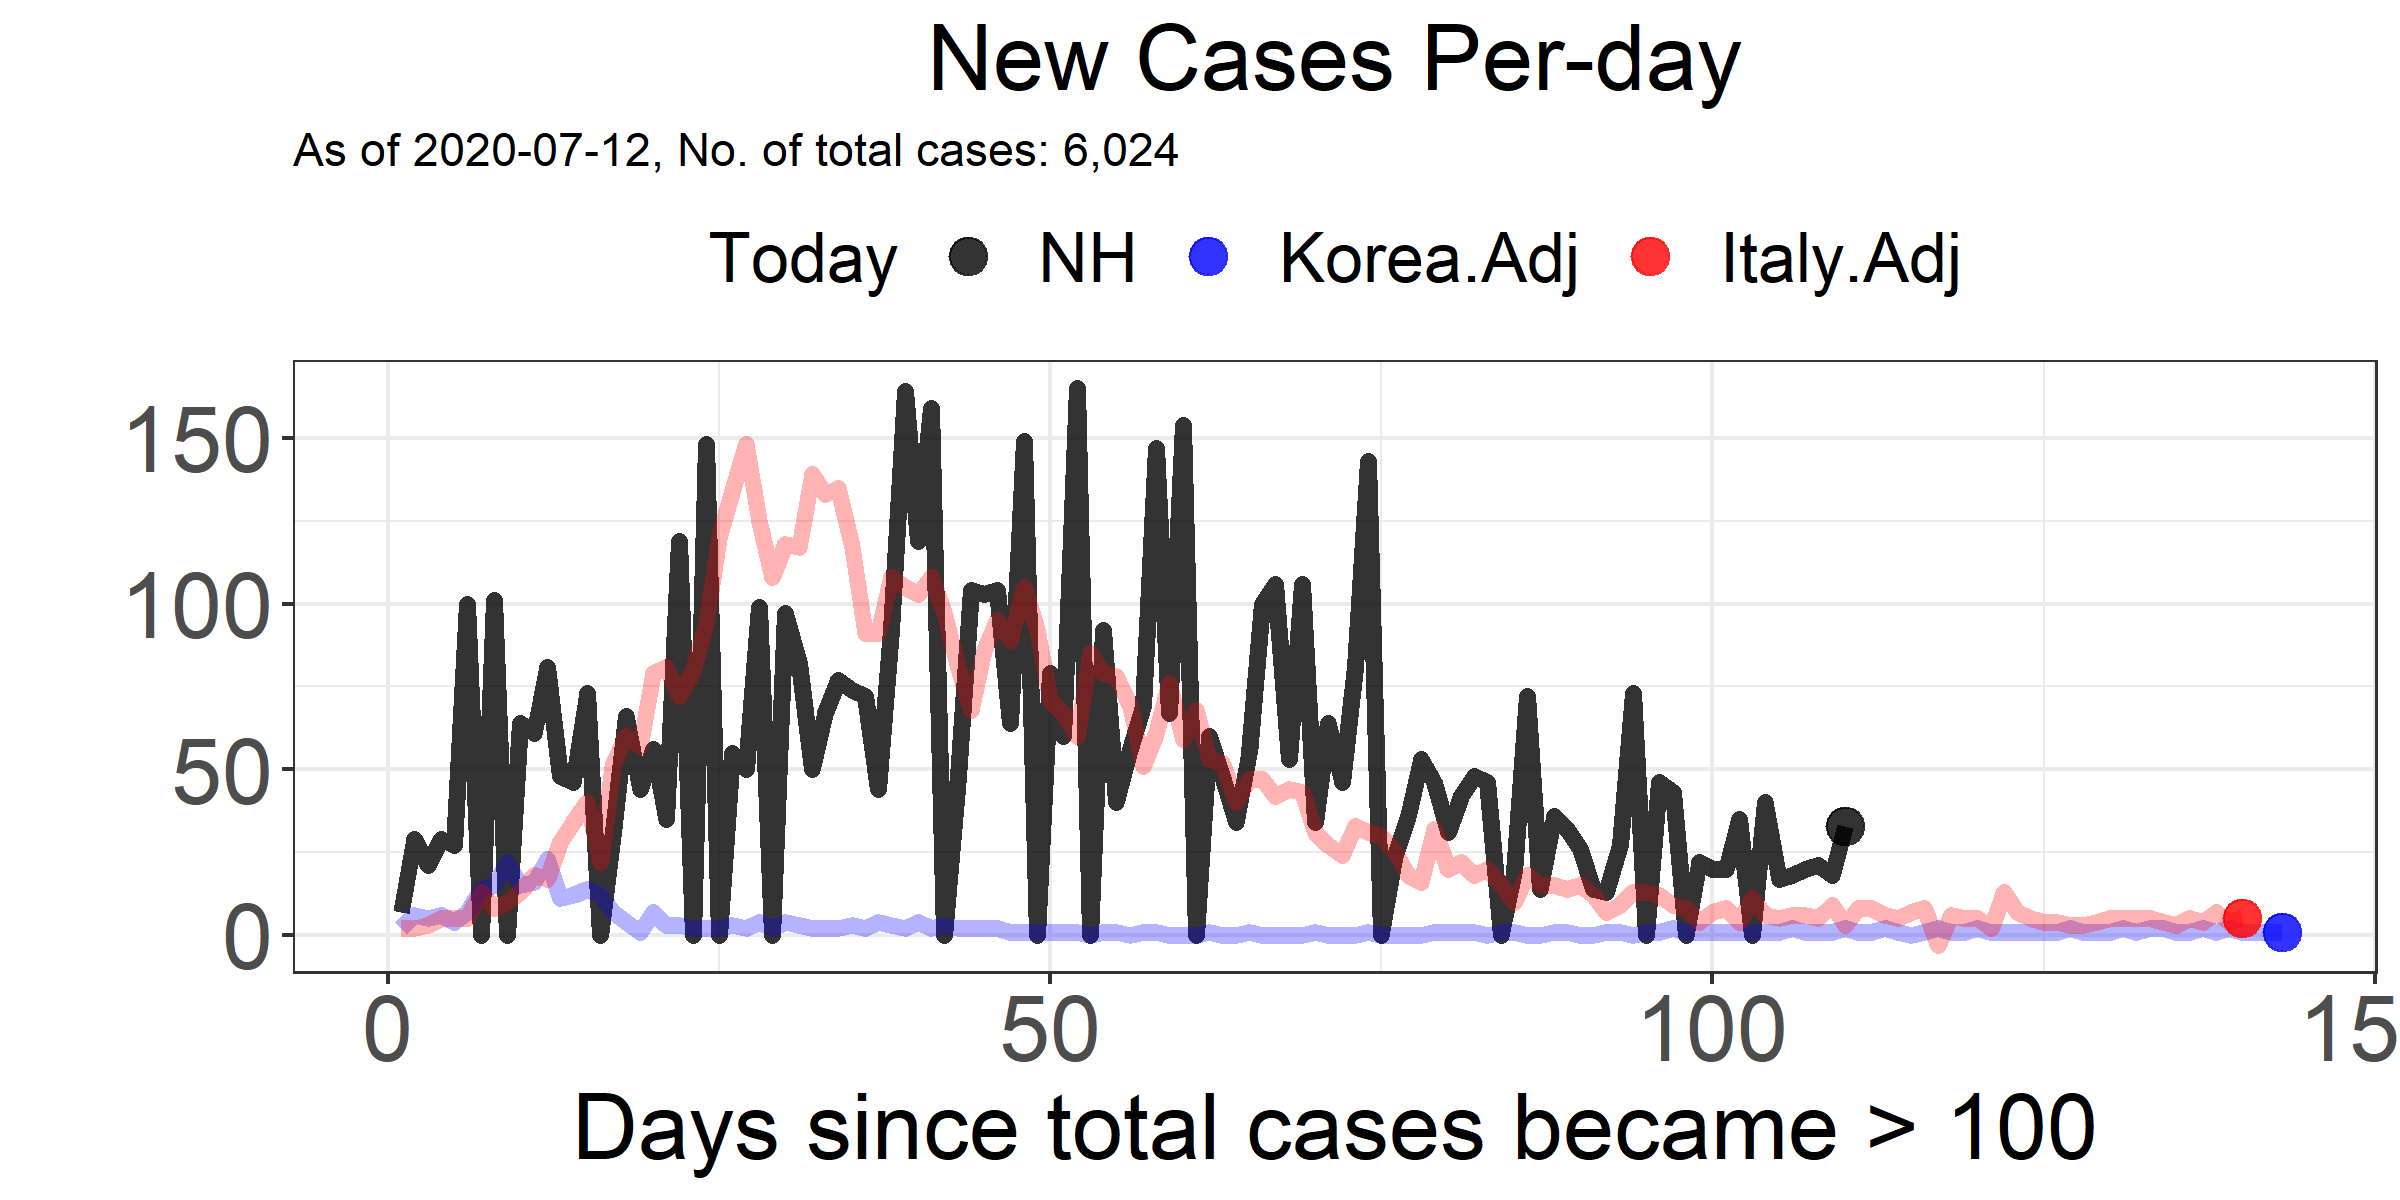 New Cases Per-day
As of 2020-07-12, No. of total cases: 6,024
Today NH Korea.Adj Italy.Adj
150
100
50
0
0 50 100 15
Days since total cases became > 100